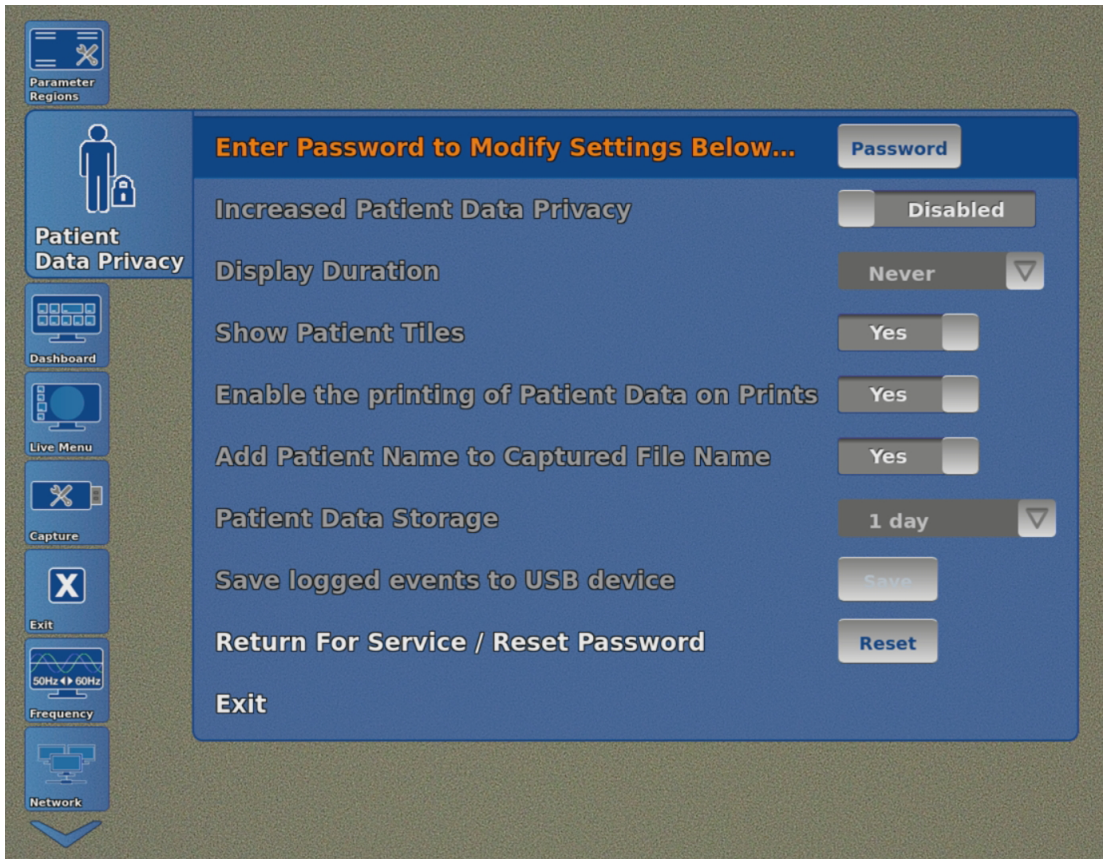 Parameter
Regions
Enter Password to Modify Settings Below...
Password
Patient
Data Privacy
Increased Patient Data Privacy
Disabled
Display Duration
Never
Show Patient Tiles
Yes
Enable the printing of Patient Data on Prints
Yes
Add Patient Name to Captured File Name
Yes
Patient Data Storage
1 day
Save logged events to USB device
Save
Return For Service / Reset Password
Reset
Exit
Dashboard
Live Menu
Capture
X
Exit
50Hz 60Hz
Frequency
Network